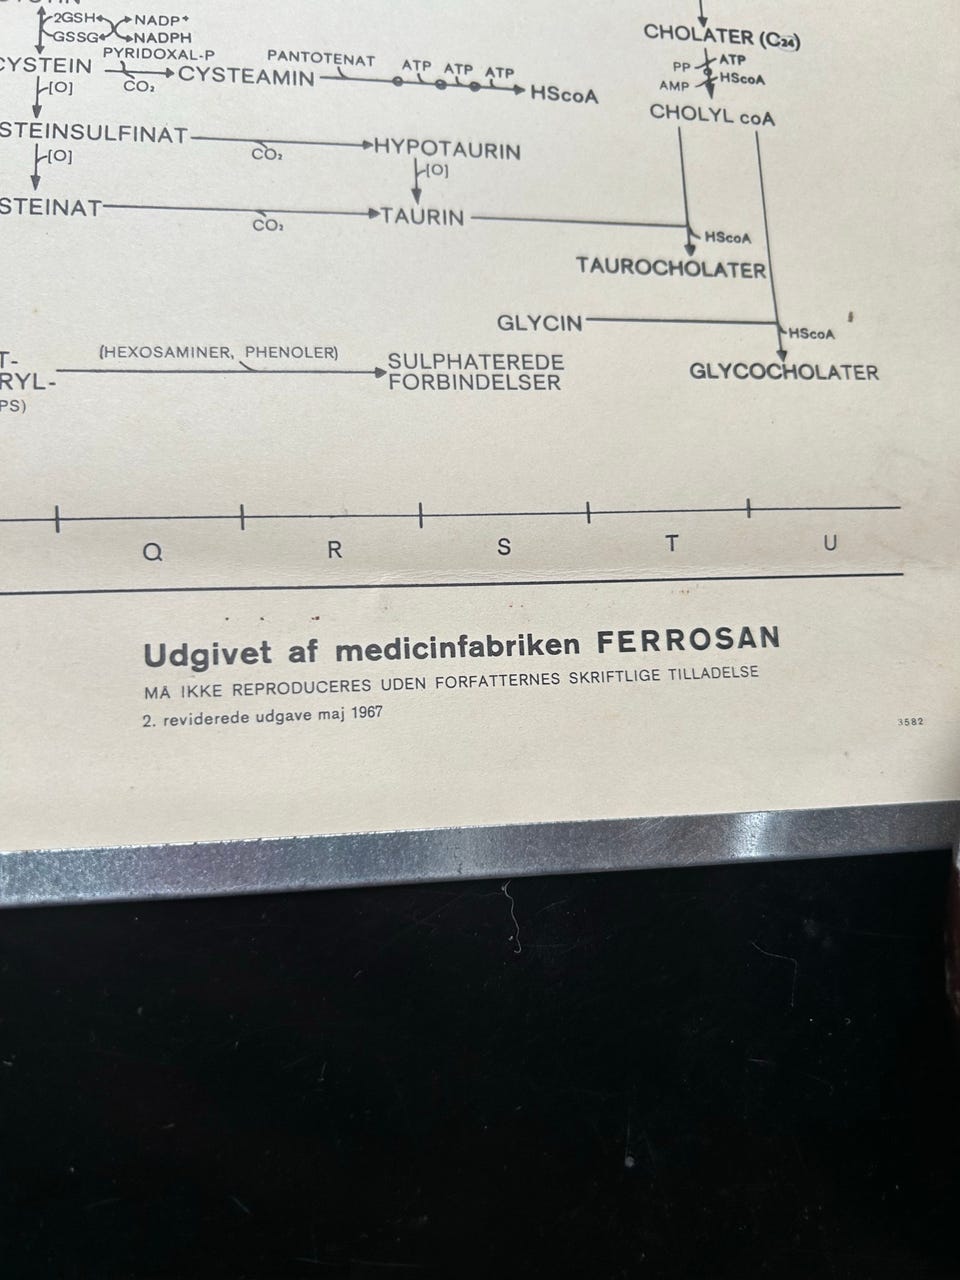 2GSH NADP⁺
GSSG NADPH
CYSTEIN PYRIDOXAL-P CO₂ CYSTEAMIN PANTOTENAT ATP ATP ATP HScoA
[O]
STEINSULFINAT CO₂ HYPOTAURIN
[O] [O]
STEINAT CO₂ TAURIN
CHOLATER (C₂₄)
PP ATP
AMP HScoA
CHOLYL coA
HScoA
TAUROCHOLATER
GLYCIN HScoA
GLYCOCHOLATER
T-
RYL-
PS)
(HEXOSAMINER, PHENOLER)
SULPHATEREDE
FORBINDELSER
Q R S T U
Udgivet af medicinfabriken FERROSAN
MÅ IKKE REPRODUCERES UDEN FORFATTERNES SKRIFTLIGE TILLADELSE
2. reviderede udgave maj 1967
3582